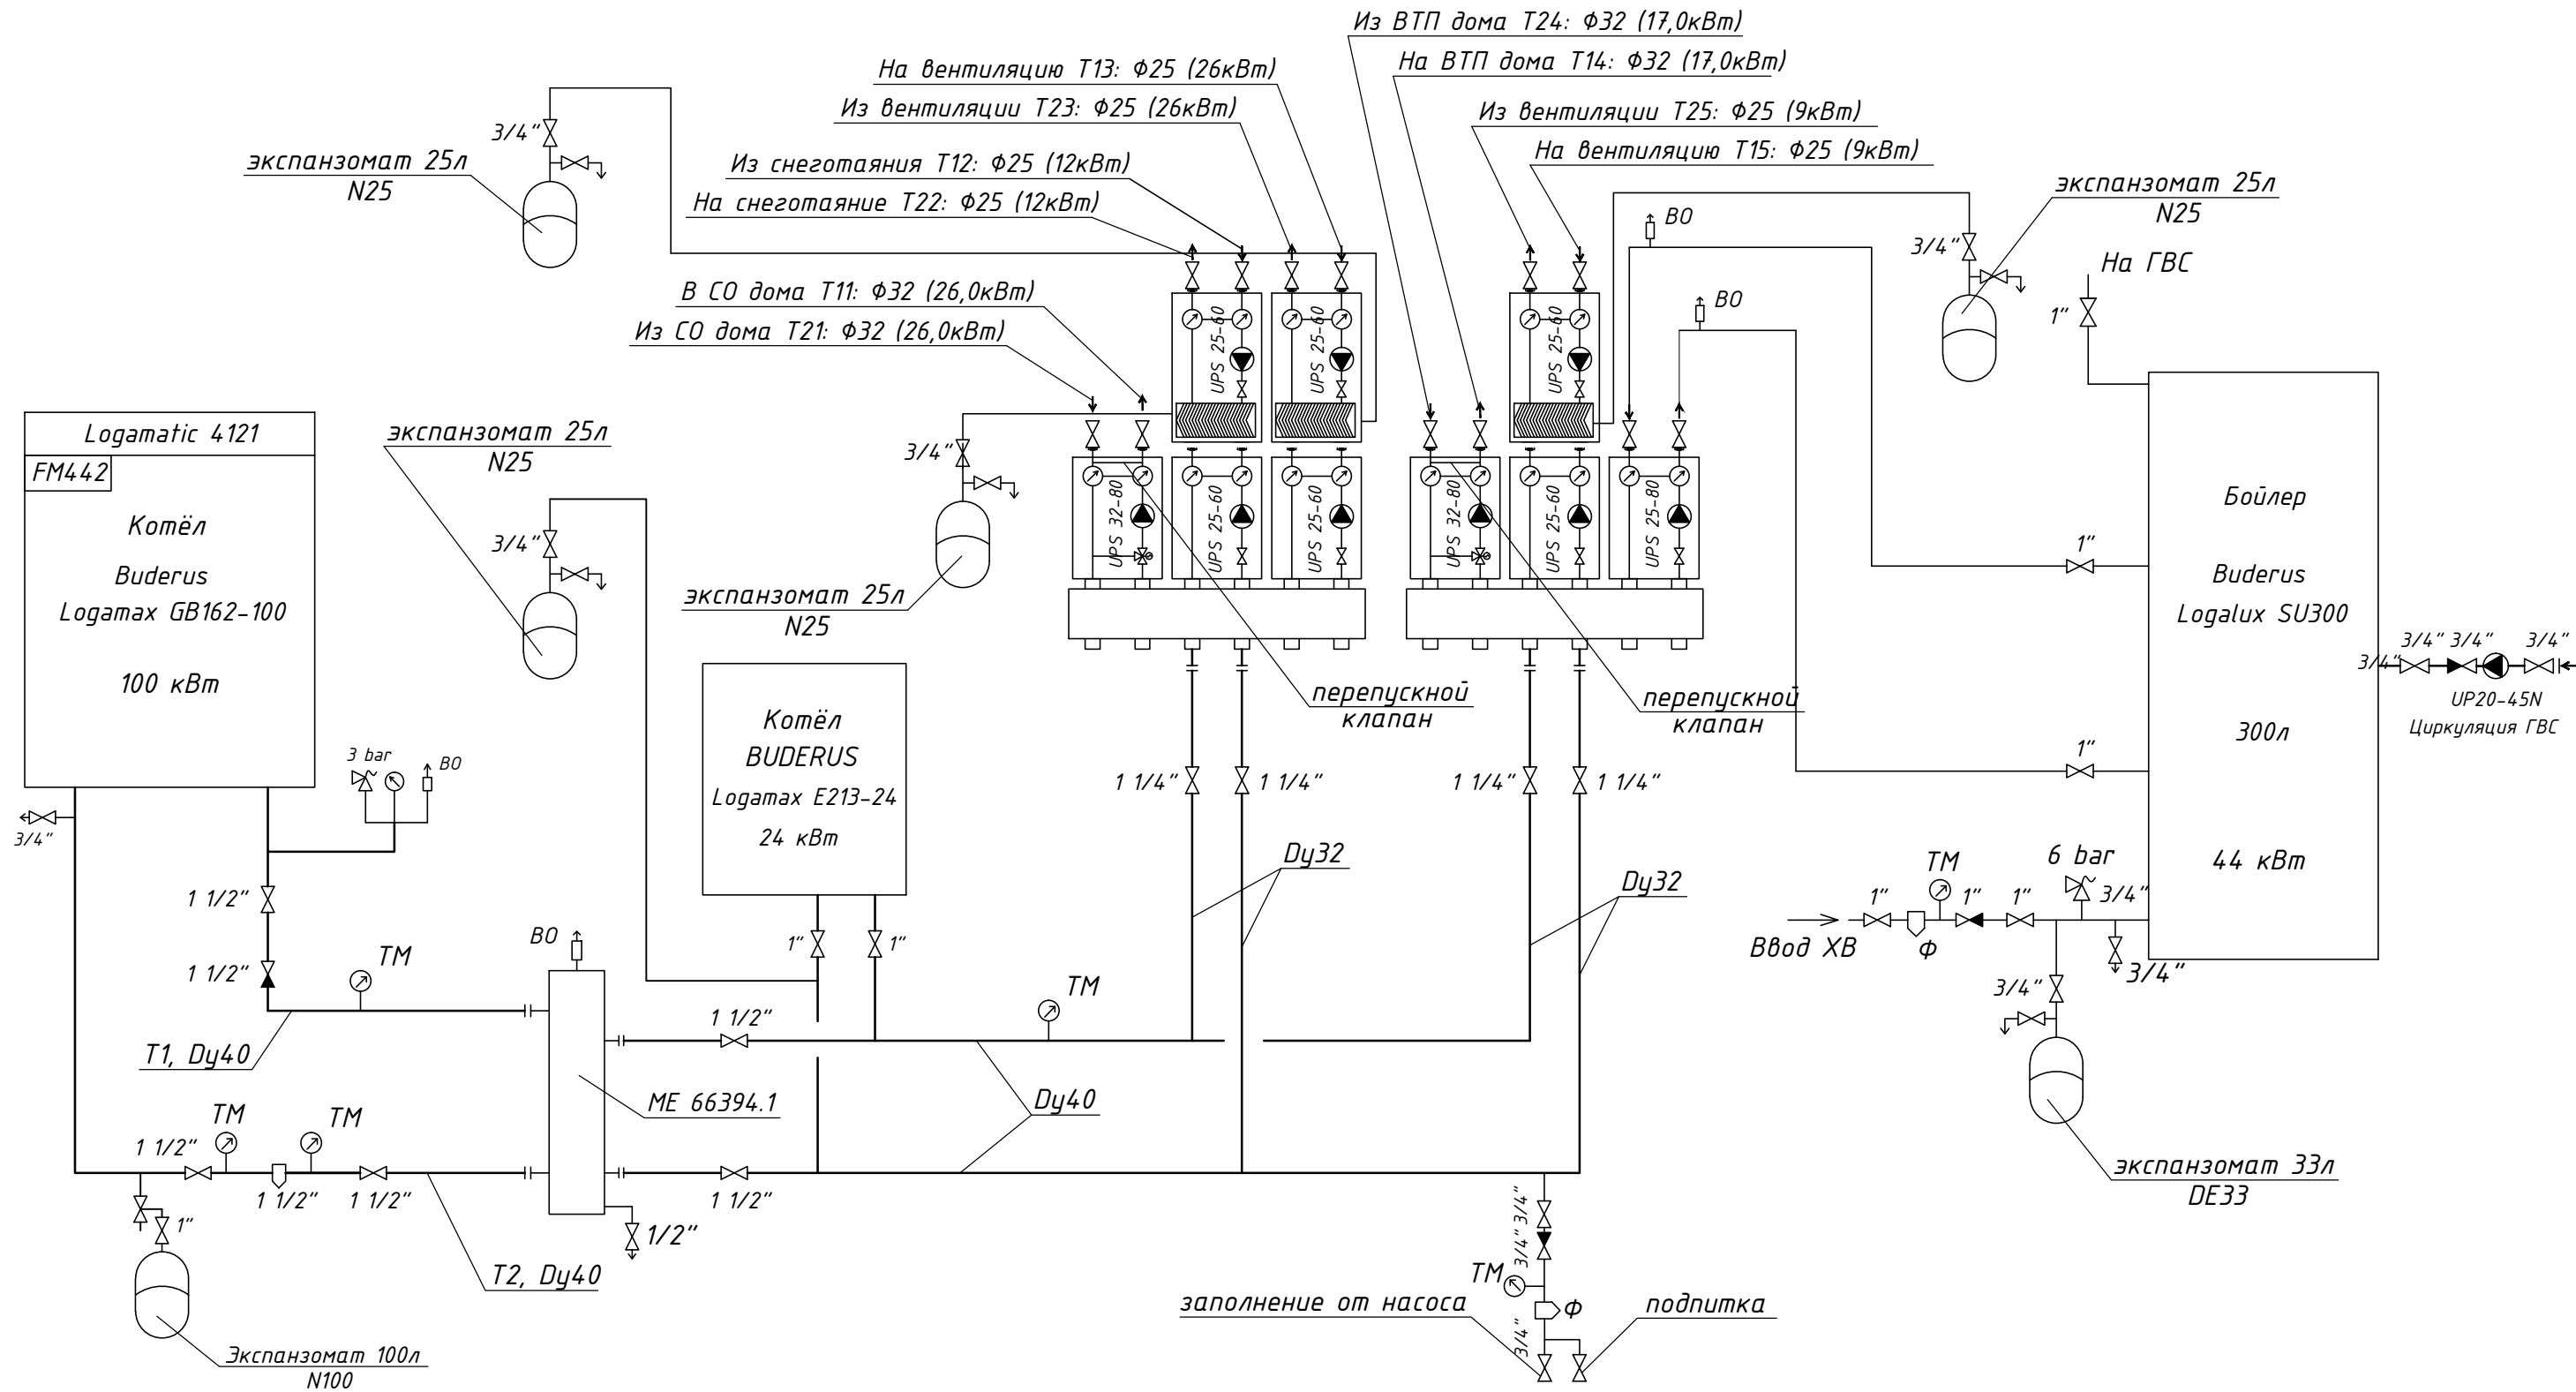 Из ВТП дома Т24: Ф32 (17,0кВт)
На ВТП дома Т14: Ф32 (17,0кВт)
На вентиляцию Т13: Ф25 (26кВт)
Из вентиляции Т23: Ф25 (26кВт)
Из вентиляции Т25: Ф25 (9кВт)
На вентиляцию Т15: Ф25 (9кВт)
Из снеготаяния Т12: Ф25 (12кВт)
На снеготаяние Т22: Ф25 (12кВт)
В СО дома Т11: Ф32 (26,0кВт)
Из СО дома Т21: Ф32 (26,0кВт)
3/4"
экспанзомат 25л
N25
экспанзомат 25л
N25
3/4"
ВО
ВО
На ГВС
1"
UPS 25-60
UPS 25-60
UPS 25-60
Logamatic 4121
FM442
Котёл
Buderus
Logamax GB162-100
100 кВт
экспанзомат 25л
N25
3/4"
3/4"
экспанзомат 25л
N25
UPS 32-80
UPS 25-60
UPS 25-60
UPS 32-80
UPS 25-60
UPS 25-80
Бойлер
Buderus
Logalux SU300
300л
44 кВт
1"
1"
3/4"
3/4"
3/4"
3/4"
UP20-45N
Циркуляция ГВС
перепускной
клапан
перепускной
клапан
Котёл
BUDERUS
Logamax E213-24
24 кВт
3 bar
ВО
3/4"
1 1/4"
1 1/4"
1 1/4"
1 1/4"
Dy32
Dy32
1 1/2"
1 1/2"
ТМ
ВО
1"
1"
1 1/2"
ТМ
Т1, Dy40
МЕ 66394.1
Dy40
ТМ
ТМ
1 1/2"
1 1/2"
1 1/2"
1 1/2"
1"
1/2"
Т2, Dy40
Экспанзомат 100л
N100
Ввод ХВ
1"
Ф
ТМ
1"
1"
6 bar
3/4"
3/4"
3/4"
экспанзомат 33л
DE33
3/4"
3/4"
ТМ
Ф
3/4"
заполнение от насоса
подпитка